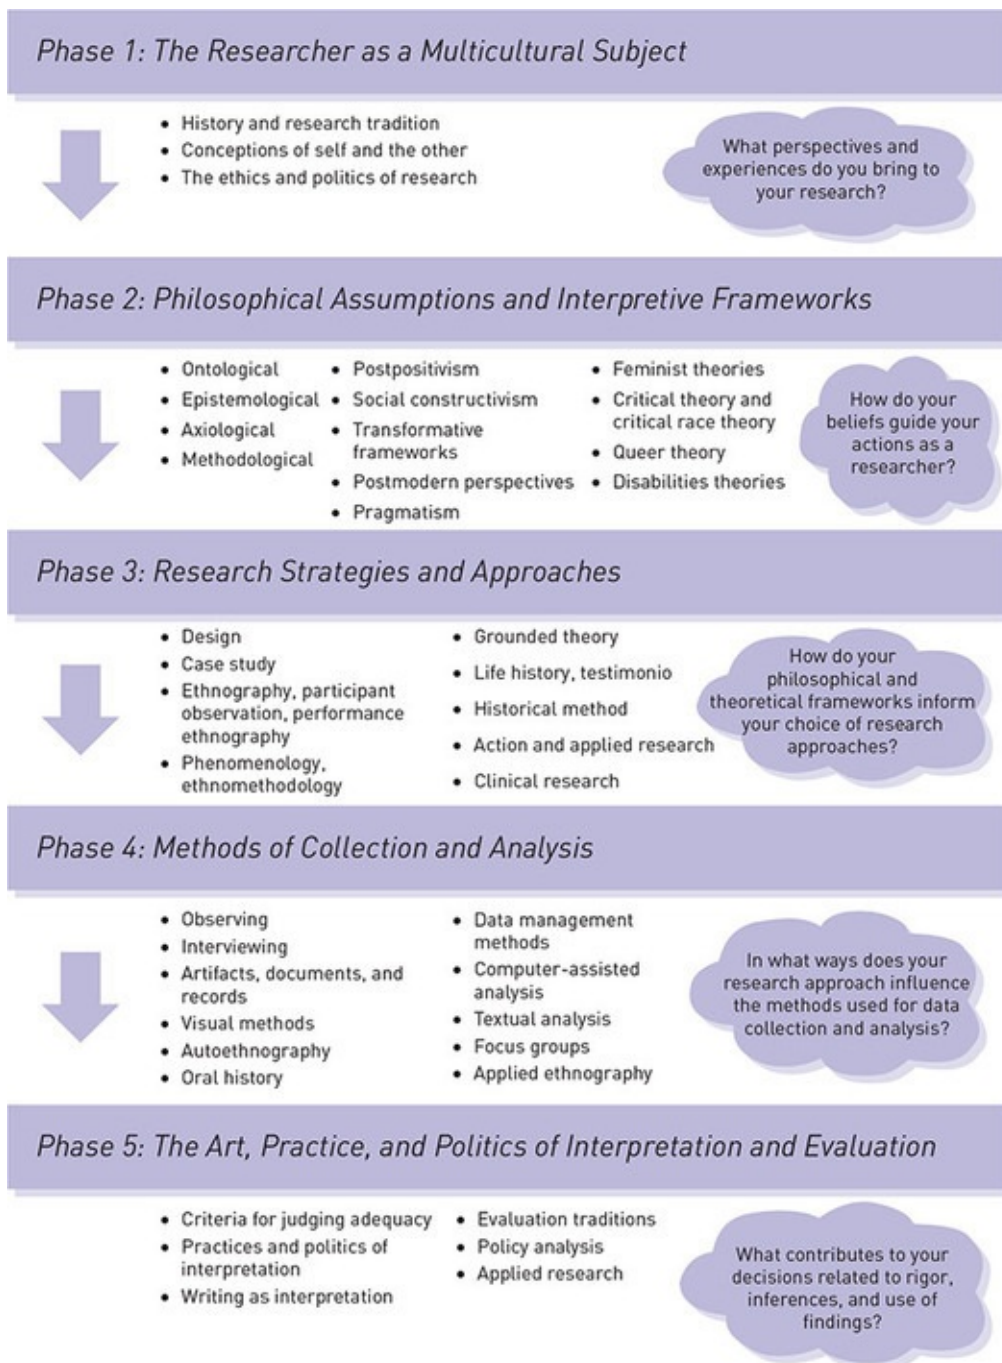 Phase 1: The Researcher as a Multicultural Subject
• History and research tradition
• Conceptions of self and the other
• The ethics and politics of research
What perspectives and
experiences do you bring to
your research?
Phase 2: Philosophical Assumptions and Interpretive Frameworks
• Ontological
• Epistemological
• Axiological
• Methodological
• Postpositivism
• Social constructivism
• Transformative
frameworks
• Postmodern perspectives
• Pragmatism
• Feminist theories
• Critical theory and
critical race theory
• Queer theory
• Disabilities theories
How do your
beliefs guide your
actions as a
researcher?
Phase 3: Research Strategies and Approaches
• Design
• Case study
• Ethnography, participant
observation, performance
ethnography
• Phenomenology,
ethnomethodology
• Grounded theory
• Life history, testimonio
• Historical method
• Action and applied research
• Clinical research
How do your
philosophical and
theoretical frameworks inform
your choice of research
approaches?
Phase 4: Methods of Collection and Analysis
• Observing
• Interviewing
• Artifacts, documents, and
records
• Visual methods
• Autoethnography
• Oral history
• Data management
methods
• Computer-assisted
analysis
• Textual analysis
• Focus groups
• Applied ethnography
In what ways does your
research approach influence
the methods used for data
collection and analysis?
Phase 5: The Art, Practice, and Politics of Interpretation and Evaluation
• Criteria for judging adequacy
• Practices and politics of
interpretation
• Writing as interpretation
• Evaluation traditions
• Policy analysis
• Applied research
What contributes to your
decisions related to rigor,
inferences, and use of
findings?